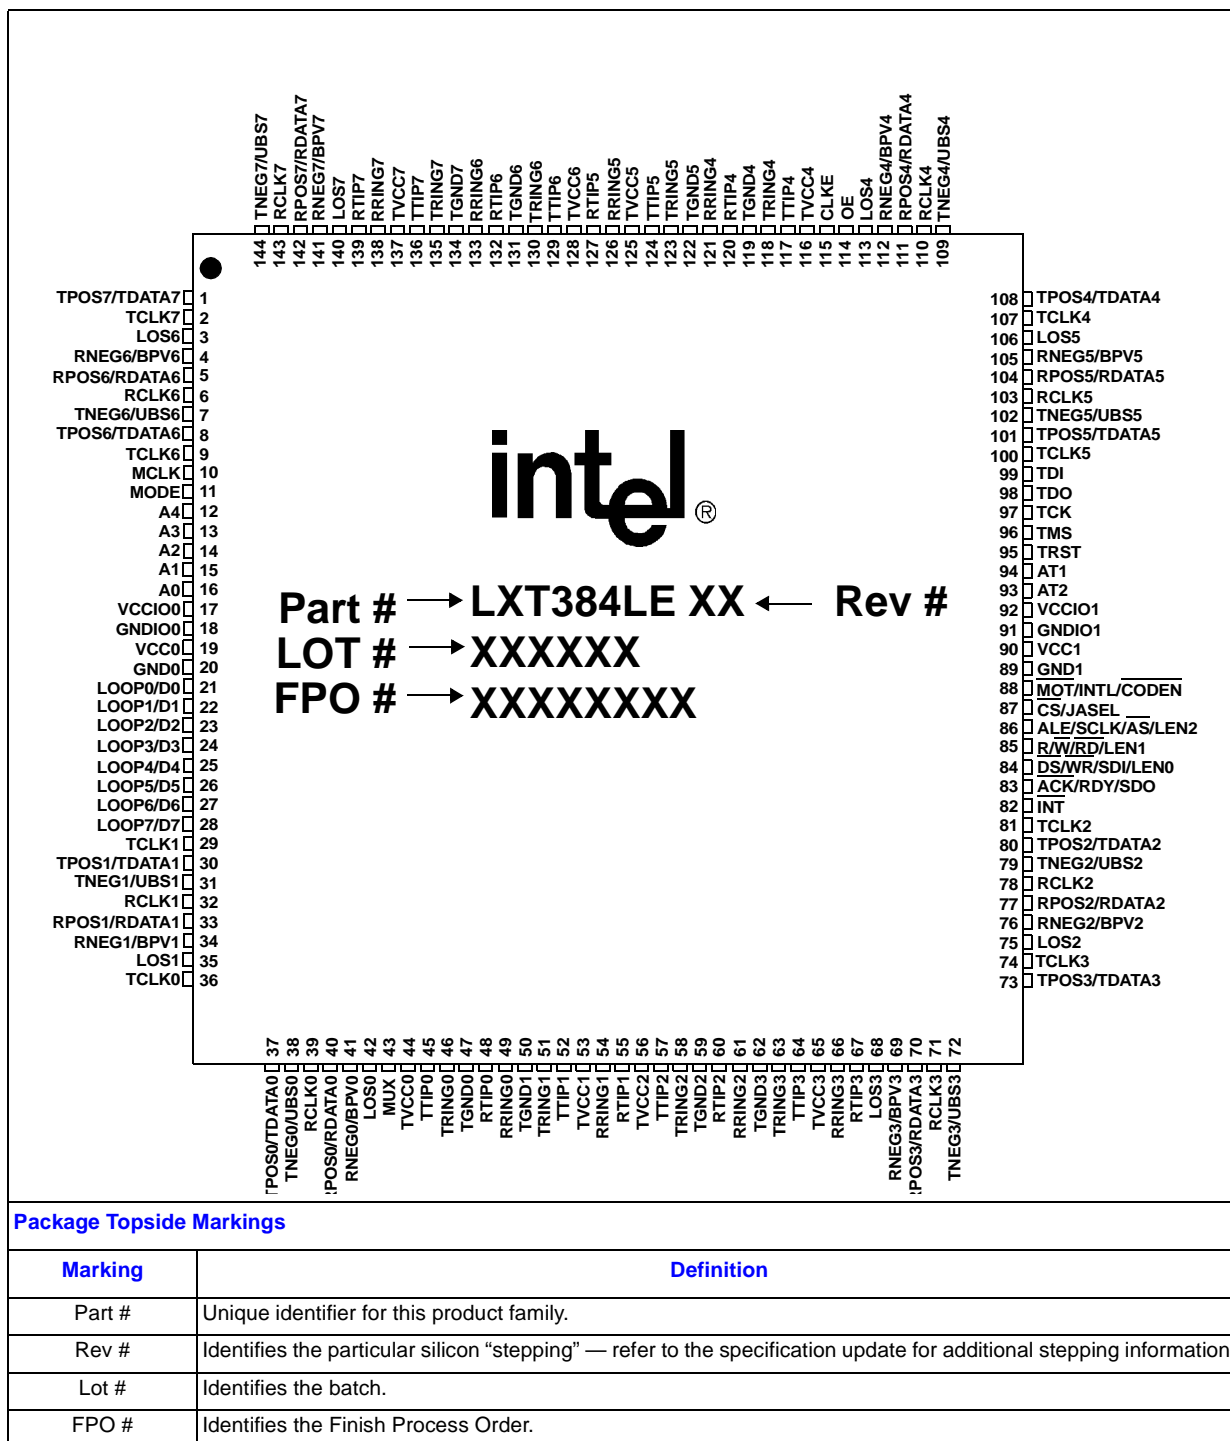 TNEG7/UBS7
RCLK7
RPOS7/RDATA7
RNEG7/BPV7
LOS7
RTIP7
RRING7
TVCC7
TTIP7
TRING7
TGND7
RRING6
RTIP6
TGND6
TRING6
TTIP6
TVCC6
RTIP5
RRING5
TVCC5
TTIP5
TRING5
TGND5
RRING4
RTIP4
TGND4
TRING4
TTIP4
TVCC4
CLKE
OE
LOS4
RNEG4/BPV4
RPOS4/RDATA4
RCLK4
TNEG4/UBS4
144
143
142
141
140
139
138
137
136
135
134
133
132
131
130
129
128
127
126
125
124
123
122
121
120
119
118
117
116
115
114
113
112
111
110
109
TPOS7/TDATA7 1
TCLK7 2
LOS6 3
RNEG6/BPV6 4
RPOS6/RDATA6 5
RCLK6 6
TNEG6/UBS6 7
TPOS6/TDATA6 8
TCLK6 9
MCLK 10
MODE 11
A4 12
A3 13
A2 14
A1 15
A0 16
VCCIO0 17
GNDIO0 18
VCC0 19
GND0 20
LOOP0/D0 21
LOOP1/D1 22
LOOP2/D2 23
LOOP3/D3 24
LOOP4/D4 25
LOOP5/D5 26
LOOP6/D6 27
LOOP7/D7 28
TCLK1 29
TPOS1/TDATA1 30
TNEG1/UBS1 31
RCLK1 32
RPOS1/RDATA1 33
RNEG1/BPV1 34
LOS1 35
TCLK0 36
intel®
Part # LXT384LE XX Rev #
LOT # XXXXXX
FPO # XXXXXXXX
108 TPOS4/TDATA4
107 TCLK4
106 LOS5
105 RNEG5/BPV5
104 RPOS5/RDATA5
103 RCLK5
102 TNEG5/UBS5
101 TPOS5/TDATA5
100 TCLK5
99 TDI
98 TDO
97 TCK
96 TMS
95 TRST
94 AT1
93 AT2
92 VCCIO1
91 GNDIO1
90 VCC1
89 GND1
88 MOT/INTL/CODEN
87 CS/JASEL
86 ALE/SCLK/AS/LEN2
85 R/W/RD/LEN1
84 DS/WR/SDI/LEN0
83 ACK/RDY/SDO
82 INT
81 TCLK2
80 TPOS2/TDATA2
79 TNEG2/UBS2
78 RCLK2
77 RPOS2/RDATA2
76 RNEG2/BPV2
75 LOS2
74 TCLK3
73 TPOS3/TDATA3
37
38
39
40
41
42
43
44
45
46
47
48
49
50
51
52
53
54
55
56
57
58
59
60
61
62
63
64
65
66
67
68
69
70
71
72
TPOS0/TDATA0
TNEG0/UBS0
RCLK0
RPOS0/RDATA0
RNEG0/BPV0
LOS0
MUX
TVCC0
TTIP0
TRING0
TGND0
RTIP0
RRING0
TGND1
TRING1
TTIP1
TVCC1
RRING1
RTIP1
TVCC2
TTIP2
TRING2
TGND2
RTIP2
RRING2
TGND3
TRING3
TTIP3
TVCC3
RRING3
RTIP3
LOS3
RNEG3/BPV3
RPOS3/RDATA3
RCLK3
TNEG3/UBS3
Package Topside Markings
Marking Definition
Part # Unique identifier for this product family.
Rev # Identifies the particular silicon “stepping” — refer to the specification update for additional stepping information
Lot # Identifies the batch.
FPO # Identifies the Finish Process Order.